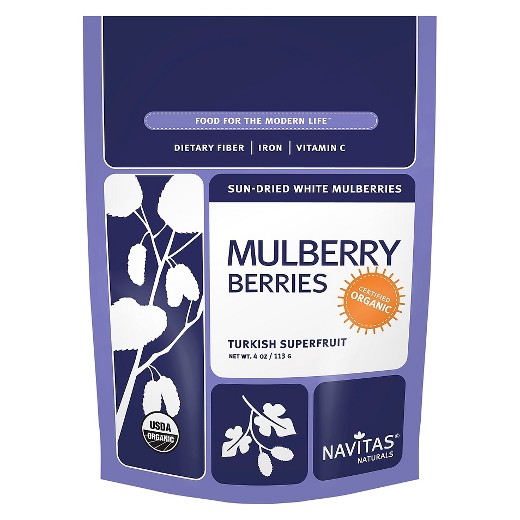 FOOD FOR THE MODERN LIFE™
DIETARY FIBER | IRON | VITAMIN C
SUN-DRIED WHITE MULBERRIES
MULBERRY
BERRIES
CERTIFIED
ORGANIC
TURKISH SUPERFRUIT
NET WT. 4 OZ / 113 G
USDA
ORGANIC
NAVITAS®
NATURALS